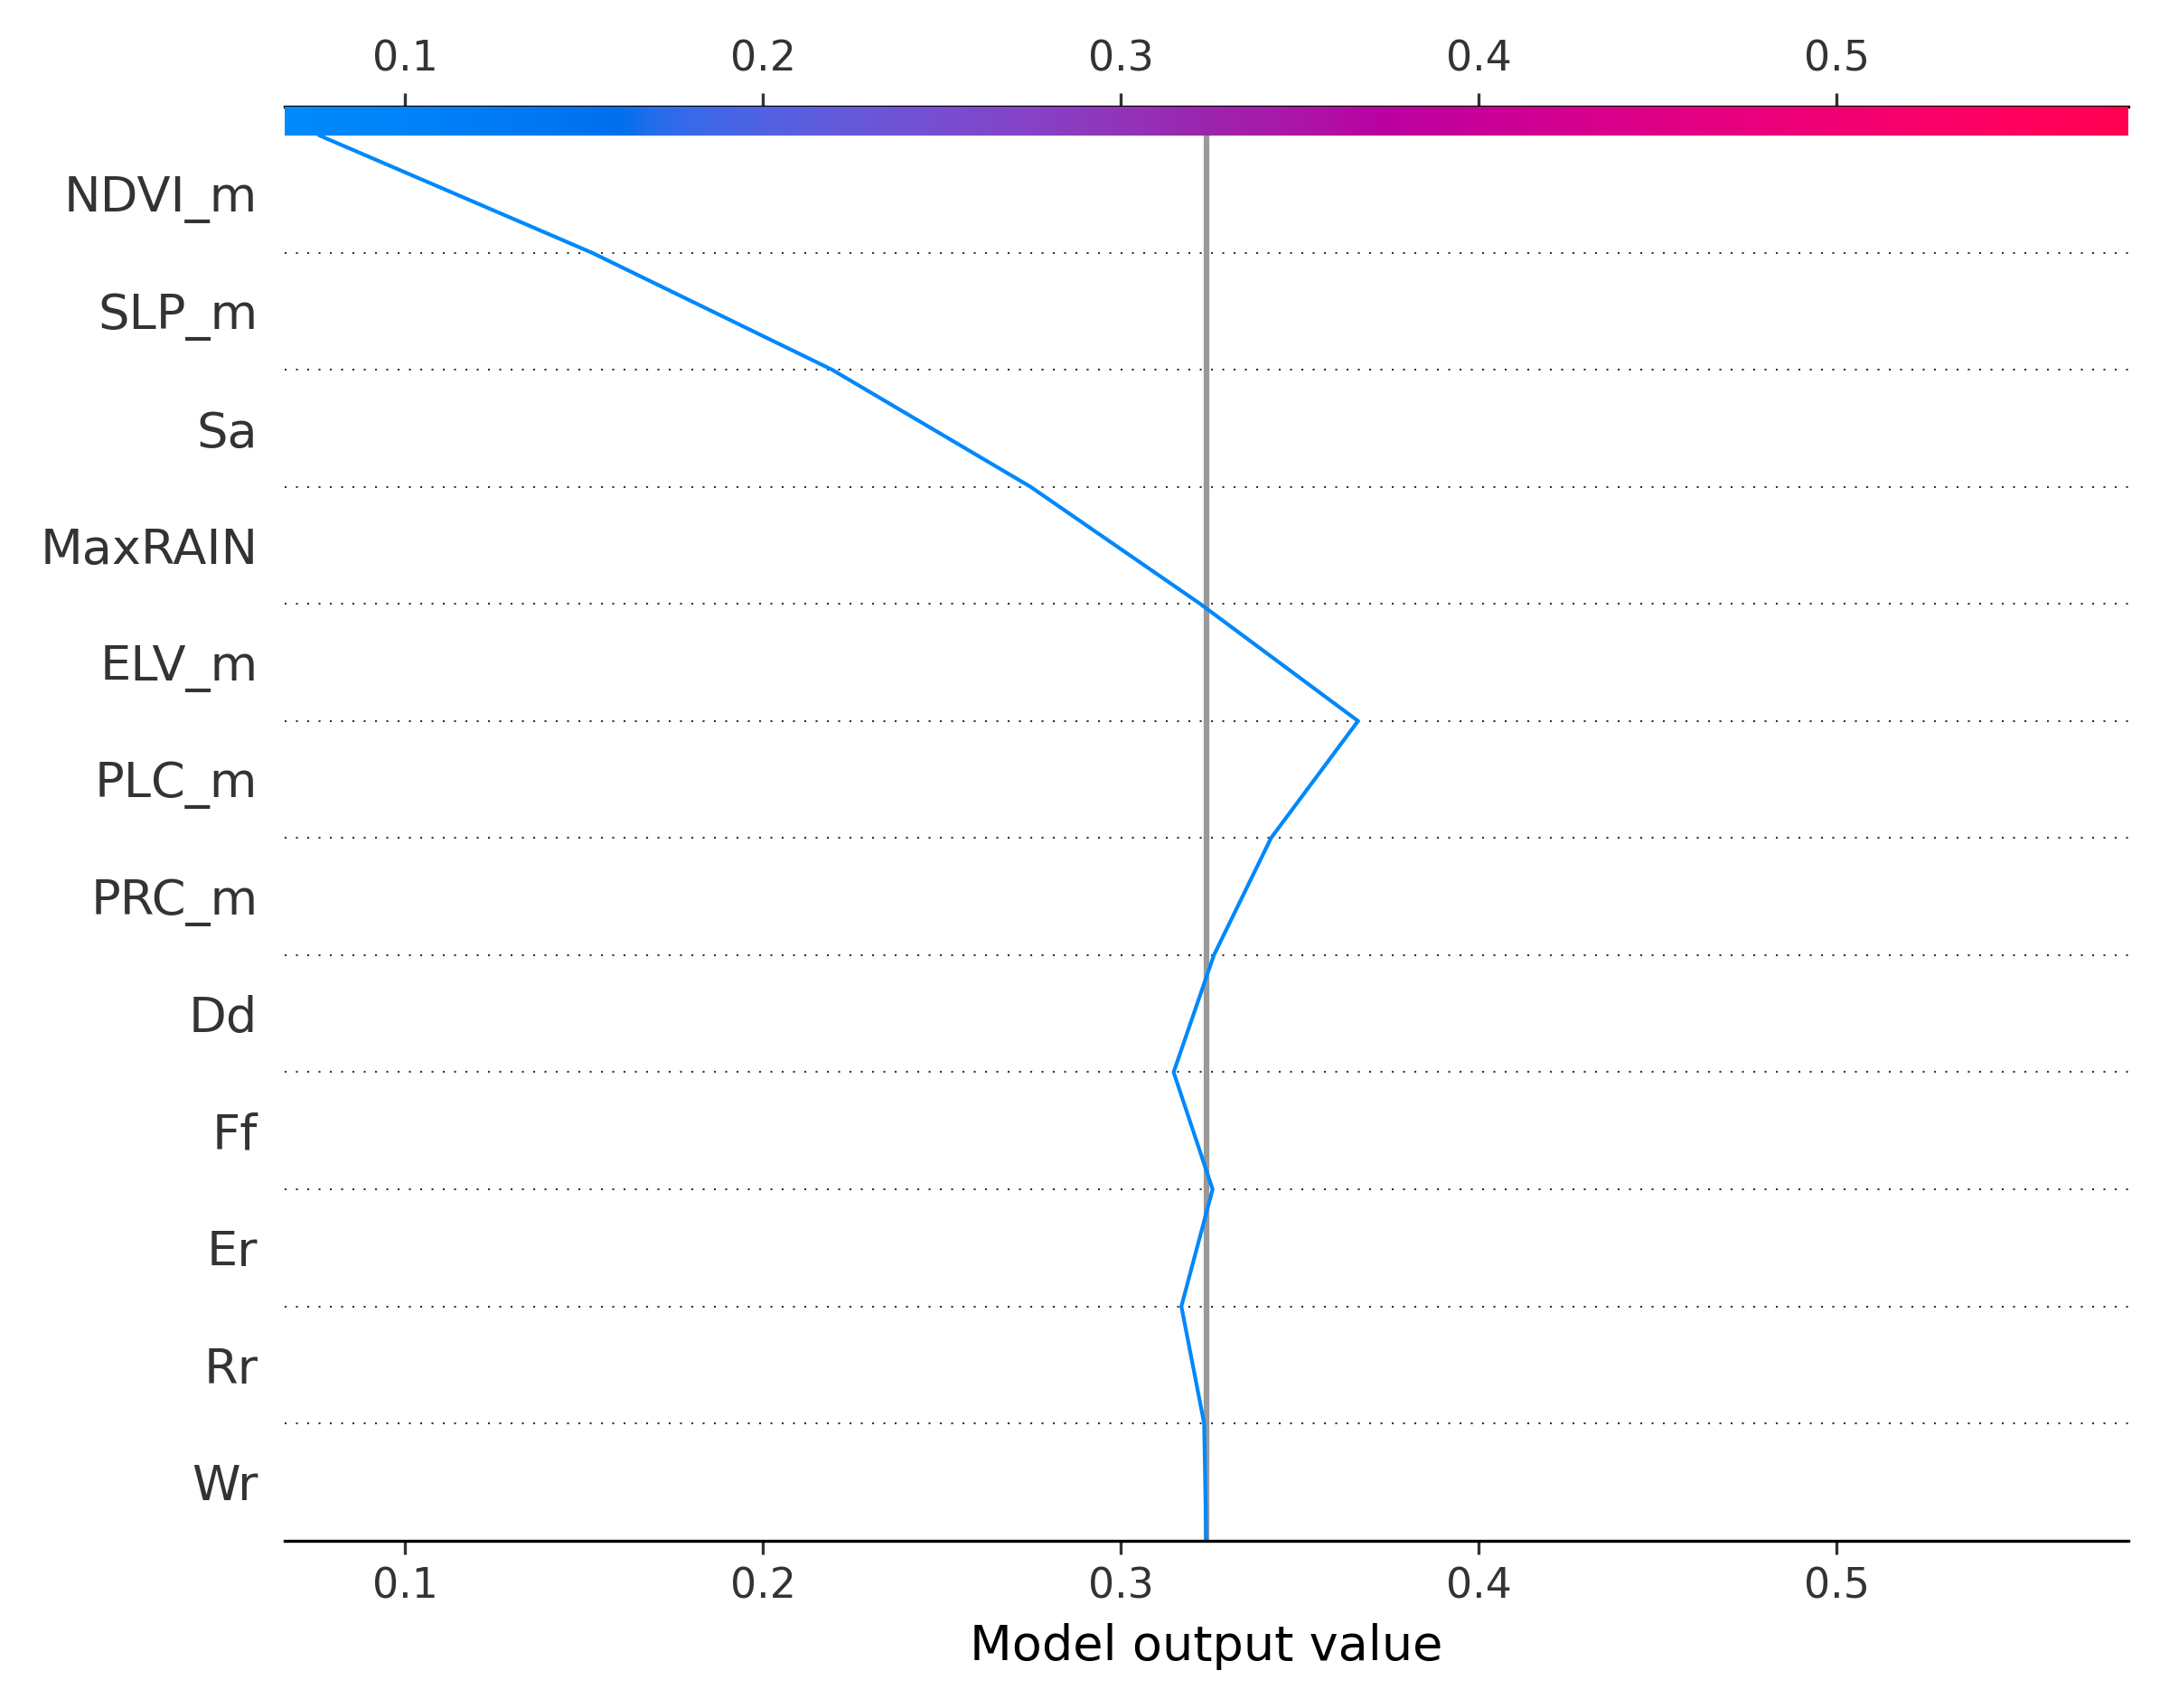 0.1 0.2 0.3 0.4 0.5
NDVI_m
SLP_m
Sa
MaxRAIN
ELV_m
PLC_m
PRC_m
Dd
Ff
Er
Rr
Wr
0.1 0.2 0.3 0.4 0.5
Model output value